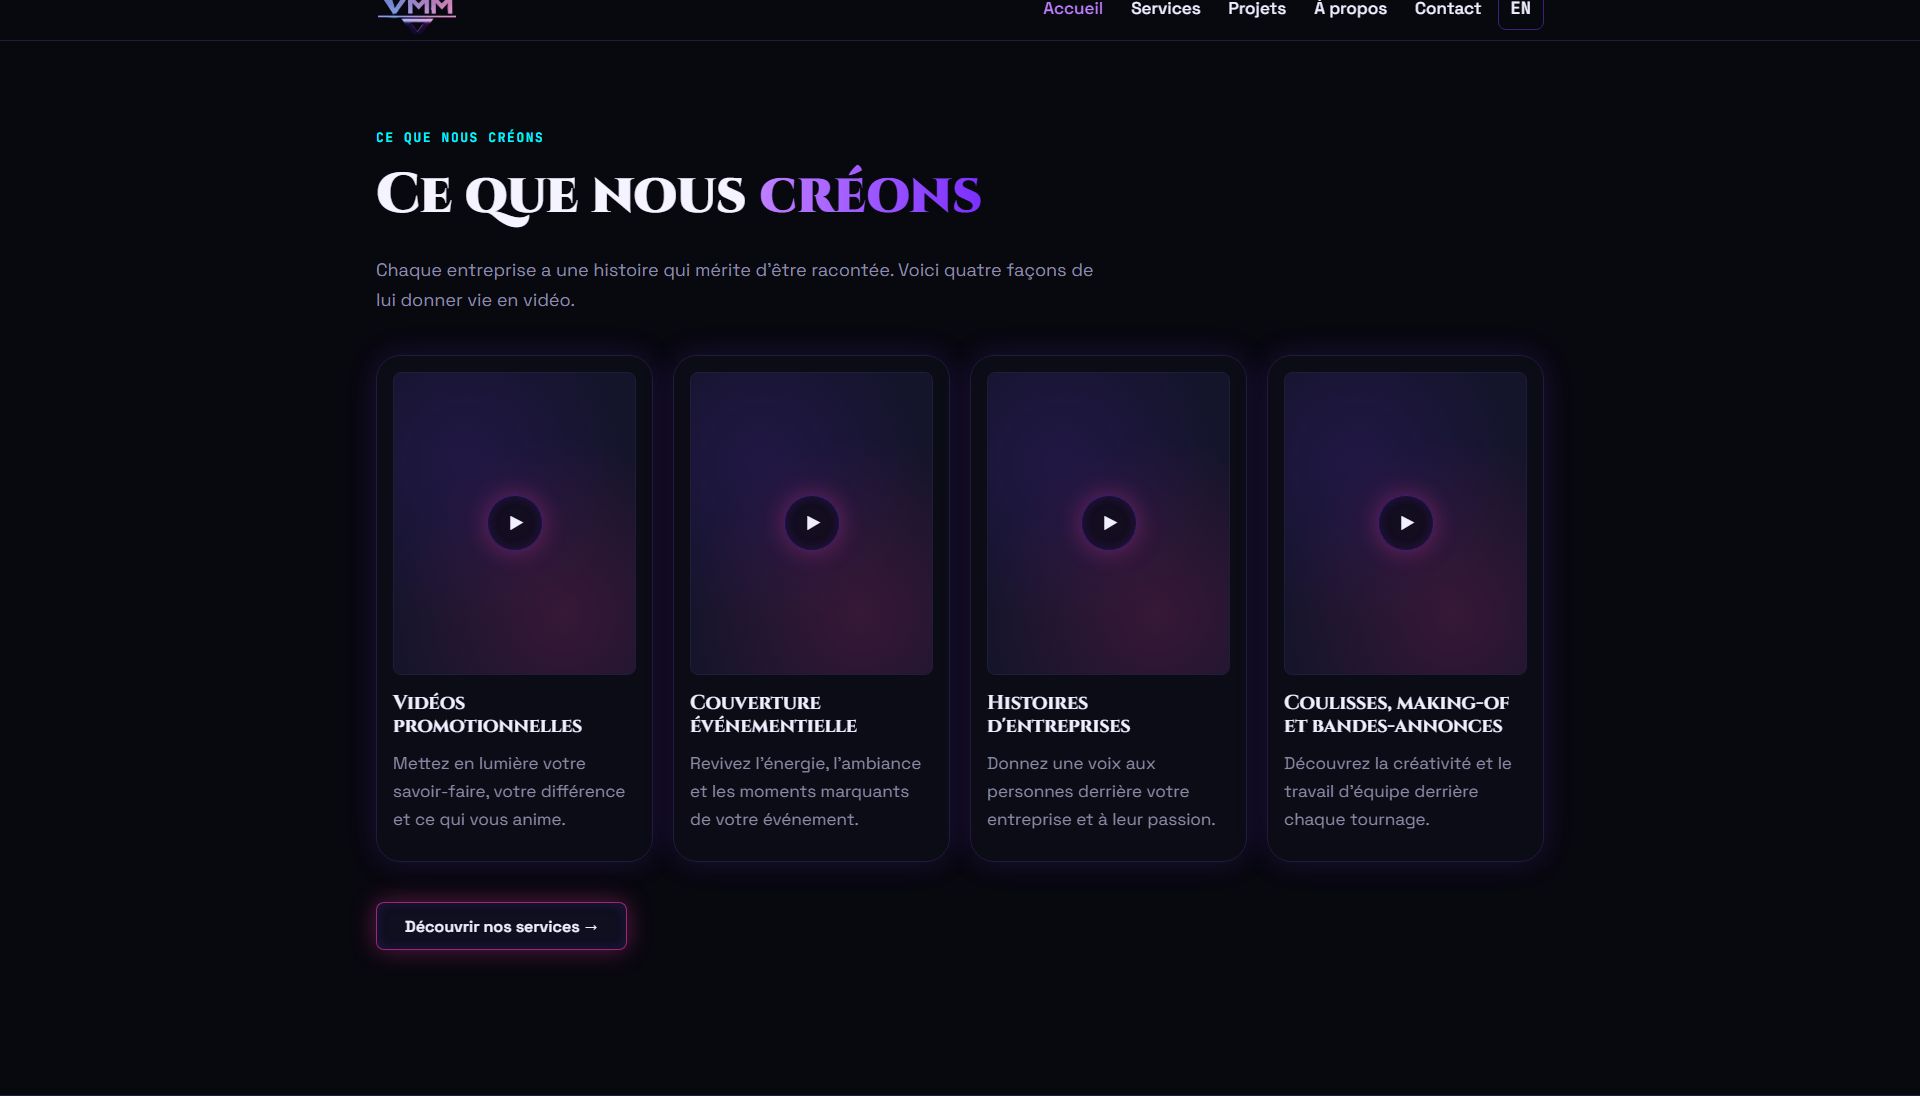 VMM
Accueil Services Projets À propos Contact EN
CE QUE NOUS CRÉONS
Ce que nous créons
Chaque entreprise a une histoire qui mérite d’être racontée. Voici quatre façons de
lui donner vie en vidéo.
Vidéos
promotionnelles
Mettez en lumière votre
savoir-faire, votre différence
et ce qui vous anime.
Couverture
événementielle
Revivez l’énergie, l’ambiance
et les moments marquants
de votre événement.
Histoires
d'entreprises
Donnez une voix aux
personnes derrière votre
entreprise et à leur passion.
Coulisses, making-of
et bandes-annonces
Découvrez la créativité et le
travail d’équipe derrière
chaque tournage.
Découvrir nos services →